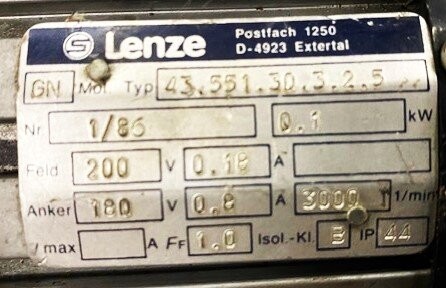 Lenze Postfach 1250
D-4923 Extertal
GN Mot Typ 43.551.30.3.2.5 ..
Nr 1/86 0.1 kW
Feld 200 V 0.18 A
Anker 180 V 0.8 A 3000 1/min
/ max A FF 1.0 Isol.-Kl. B IP 44